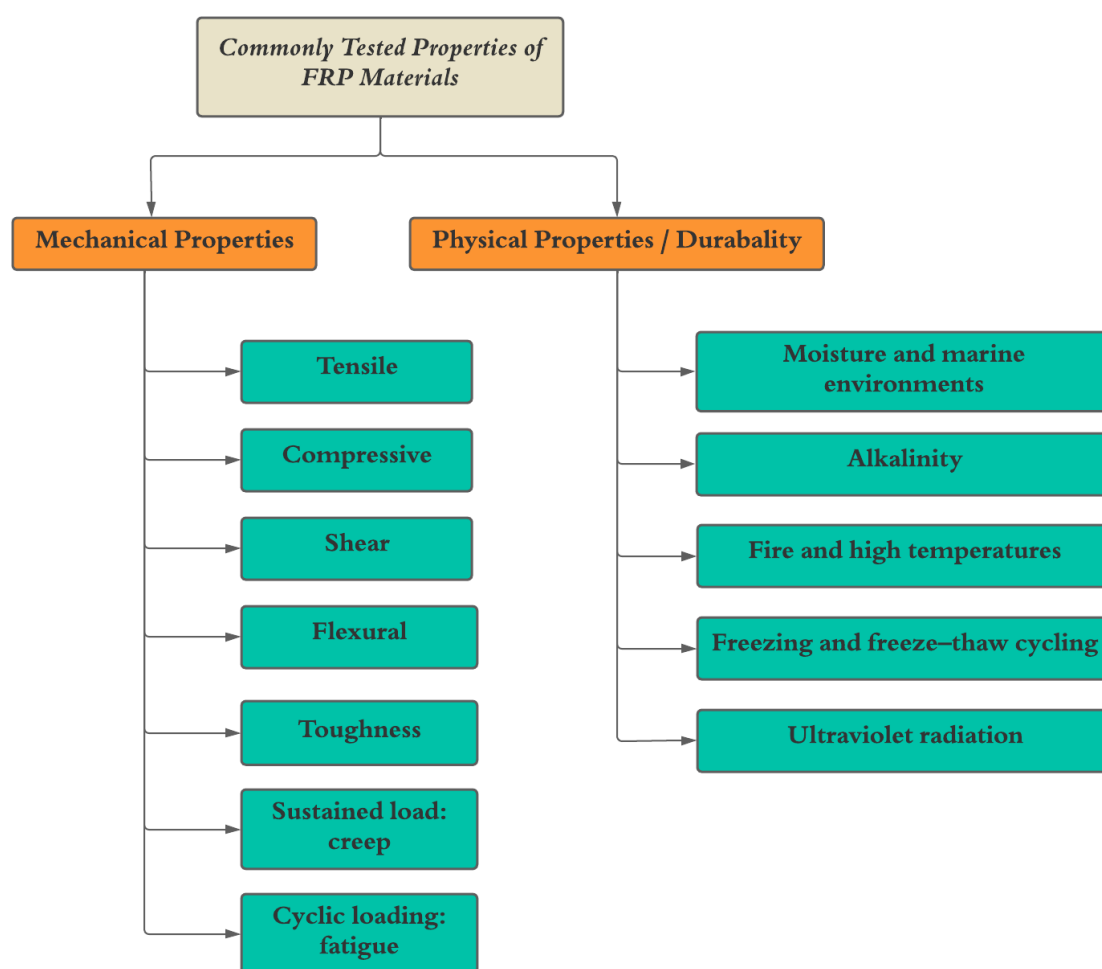 Commonly Tested Properties of
FRP Materials
Mechanical Properties
Physical Properties / Durabality
Tensile
Compressive
Shear
Flexural
Toughness
Sustained load:
creep
Cyclic loading:
fatigue
Moisture and marine
environments
Alkalinity
Fire and high temperatures
Freezing and freeze–thaw cycling
Ultraviolet radiation